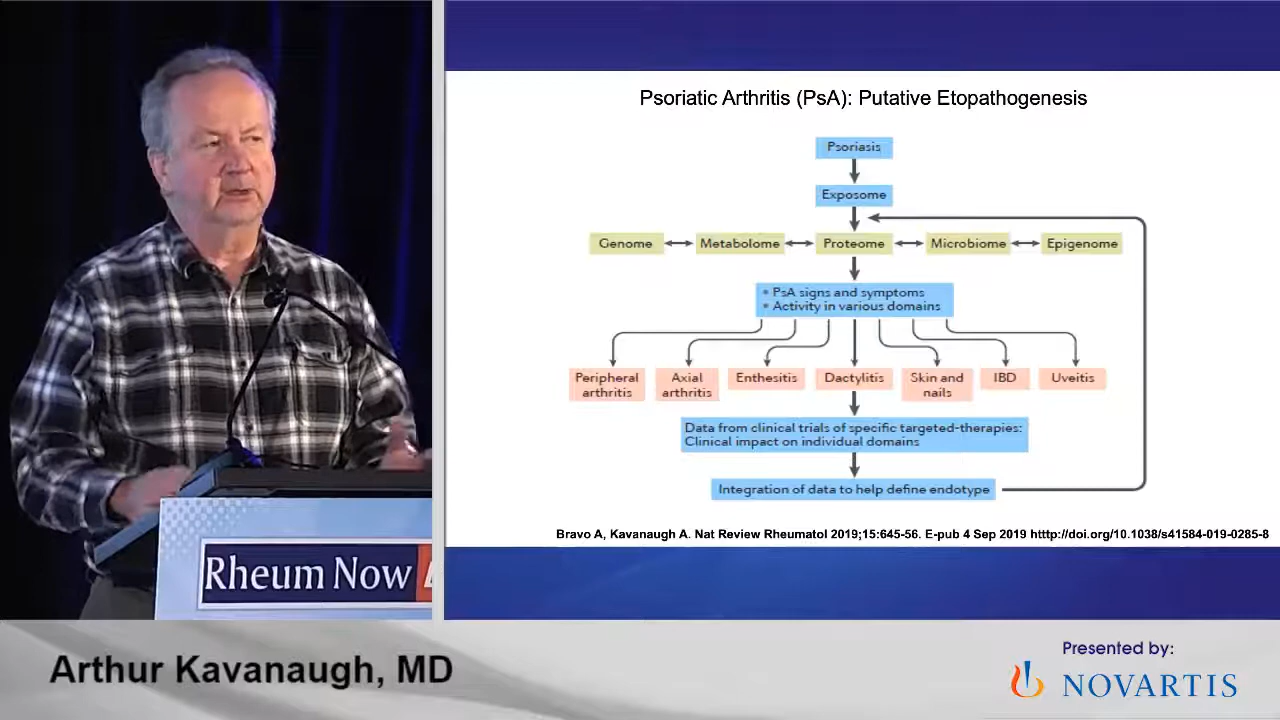 Psoriatic Arthritis (PsA): Putative Etopathogenesis
Psoriasis
Exposome
Genome
Metabolome
Proteome
Microbiome
Epigenome
• PsA signs and symptoms
• Activity in various domains
Peripheral
arthritis
Axial
arthritis
Enthesitis
Dactylitis
Skin and
nails
IBD
Uveitis
Data from clinical trials of specific targeted-therapies:
Clinical impact on individual domains
Integration of data to help define endotype
Bravo A, Kavanaugh A. Nat Review Rheumatol 2019;15:645-56. E-pub 4 Sep 2019 htttp://doi.org/10.1038/s41584-019-0285-8
Rheum Now
Arthur Kavanaugh, MD
Presented by:
NOVARTIS